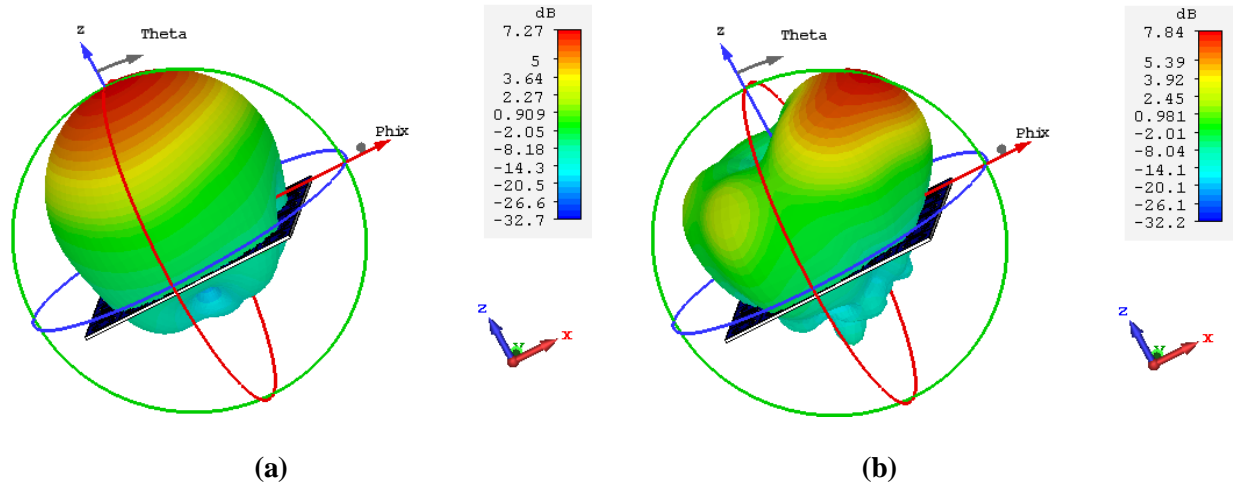 dB
7.27
5
3.64
2.27
0.909
-2.05
-8.18
-14.3
-20.5
-26.6
-32.7
z
Theta
Phix
z
Y
x
(a)
dB
7.84
5.39
3.92
2.45
0.981
-2.01
-8.04
-14.1
-20.1
-26.1
-32.2
z
Theta
Phix
z
Y
x
(b)